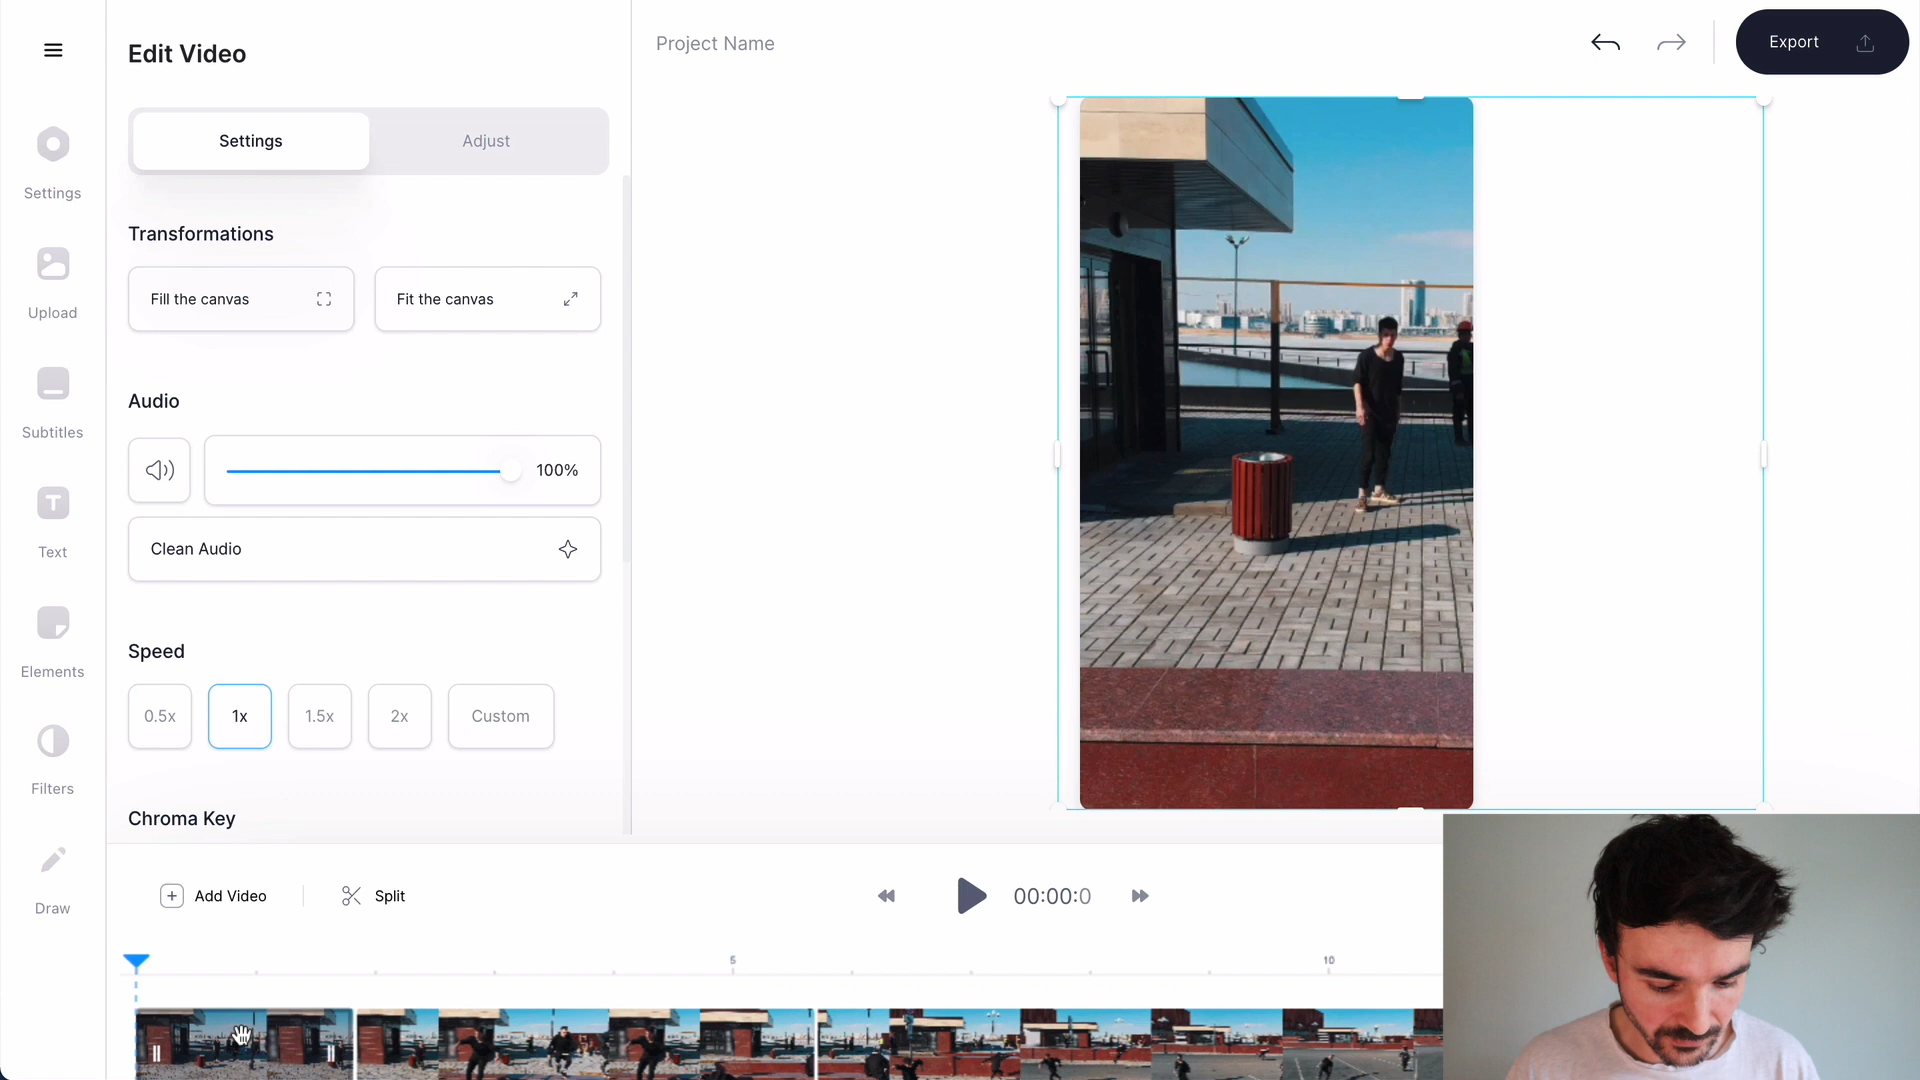 Edit Video
Project Name
Export
Settings
Adjust
Settings
Transformations
Fill the canvas
Fit the canvas
Upload
Audio
Subtitles
100%
Clean Audio
Text
Speed
Elements
0.5x
1x
1.5x
2x
Custom
Filters
Chroma Key
Add Video
Split
00:00:0
Draw
5
10